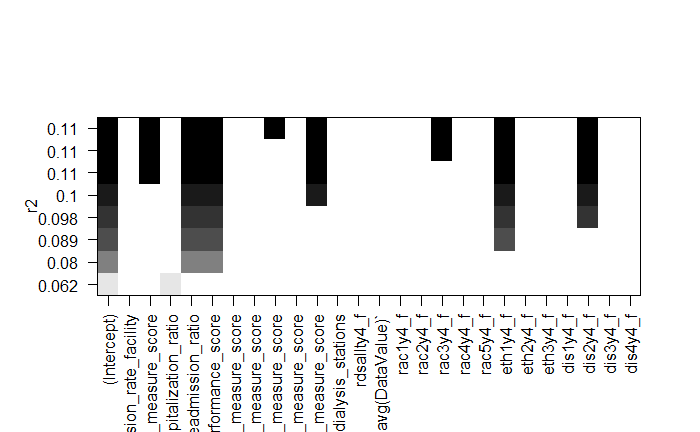 r2
0.11
0.11
0.11
0.1
0.098
0.089
0.08
0.062
(Intercept)
sion_rate_facility
_measure_score
pitalization_ratio
eadmission_ratio
rformance_score
_measure_score
_measure_score
_measure_score
_measure_score
dialysis_stations
rdsallty4_f
avg(DataValue)`
rac1y4_f
rac2y4_f
rac3y4_f
rac4y4_f
rac5y4_f
eth1y4_f
eth2y4_f
eth3y4_f
dis1y4_f
dis2y4_f
dis3y4_f
dis4y4_f